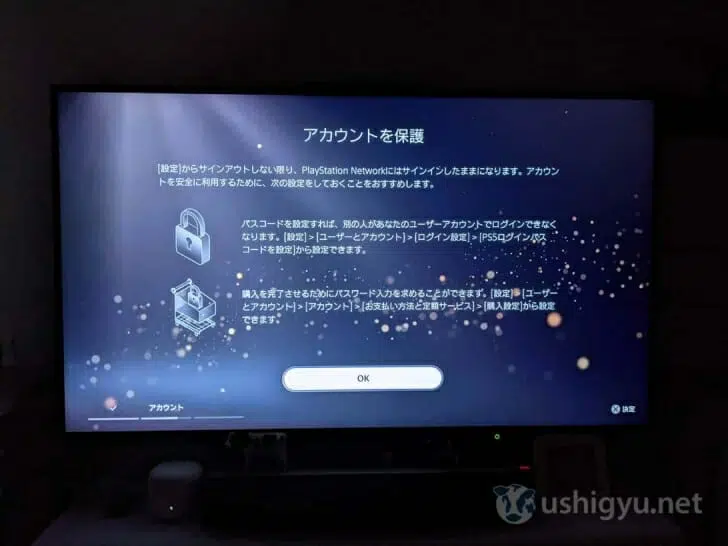 アカウントを保護
[設定]からサインアウトしない限り、PlayStation Networkにはサインインしたままになります。アカウン
トを安全に利用するために、次の設定をしておくことをおすすめします。
パスコードを設定すれば、別の人があなたのユーザーアカウントでログインできなく
なります。[設定] > [ユーザーとアカウント] > [ログイン設定] > [PS5ログインパス
コードを設定]から設定できます。
購入を完了させるためにパスワード入力を求めることができます。[設定] > [ユーザー
とアカウント] > [アカウント] > [お支払い方法と定額サービス] > [購入設定]から設定
できます。
OK
アカウント
決定
ushigyu.net